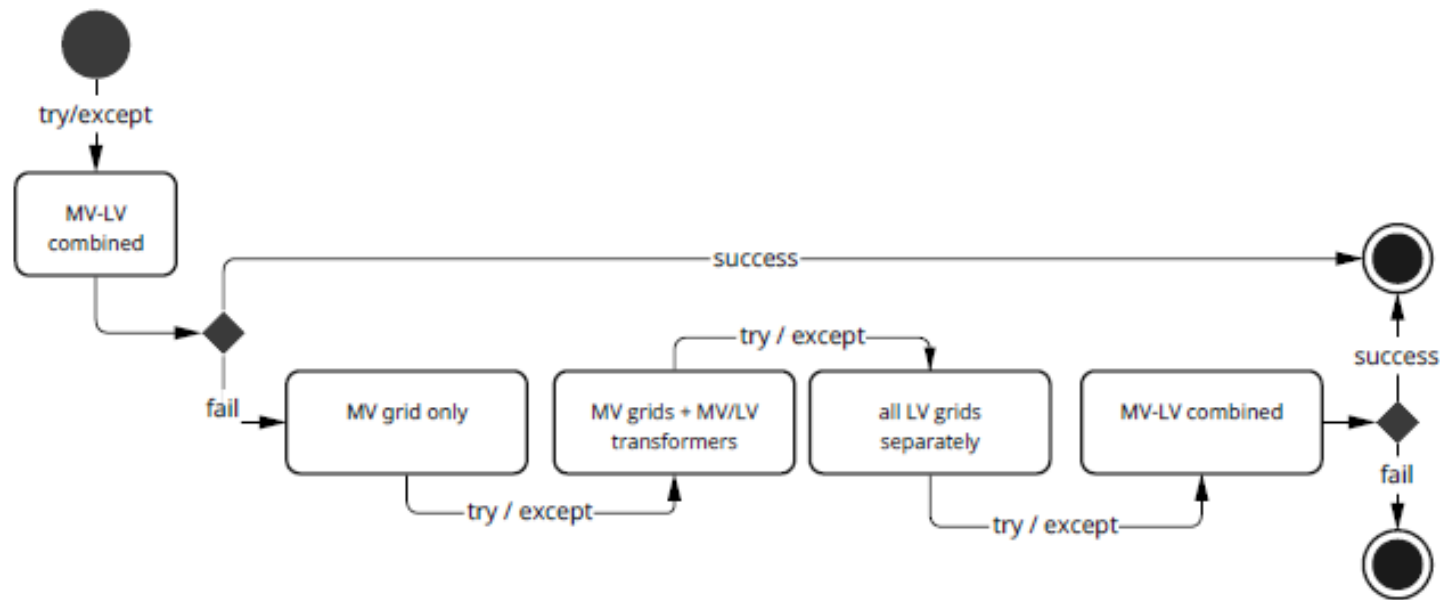 try/except
MV-LV
combined
success
try / except
success
fail
MV grid only
MV grids + MV/LV
transformers
all LV grids
separately
MV-LV combined
fail
try / except
try / except